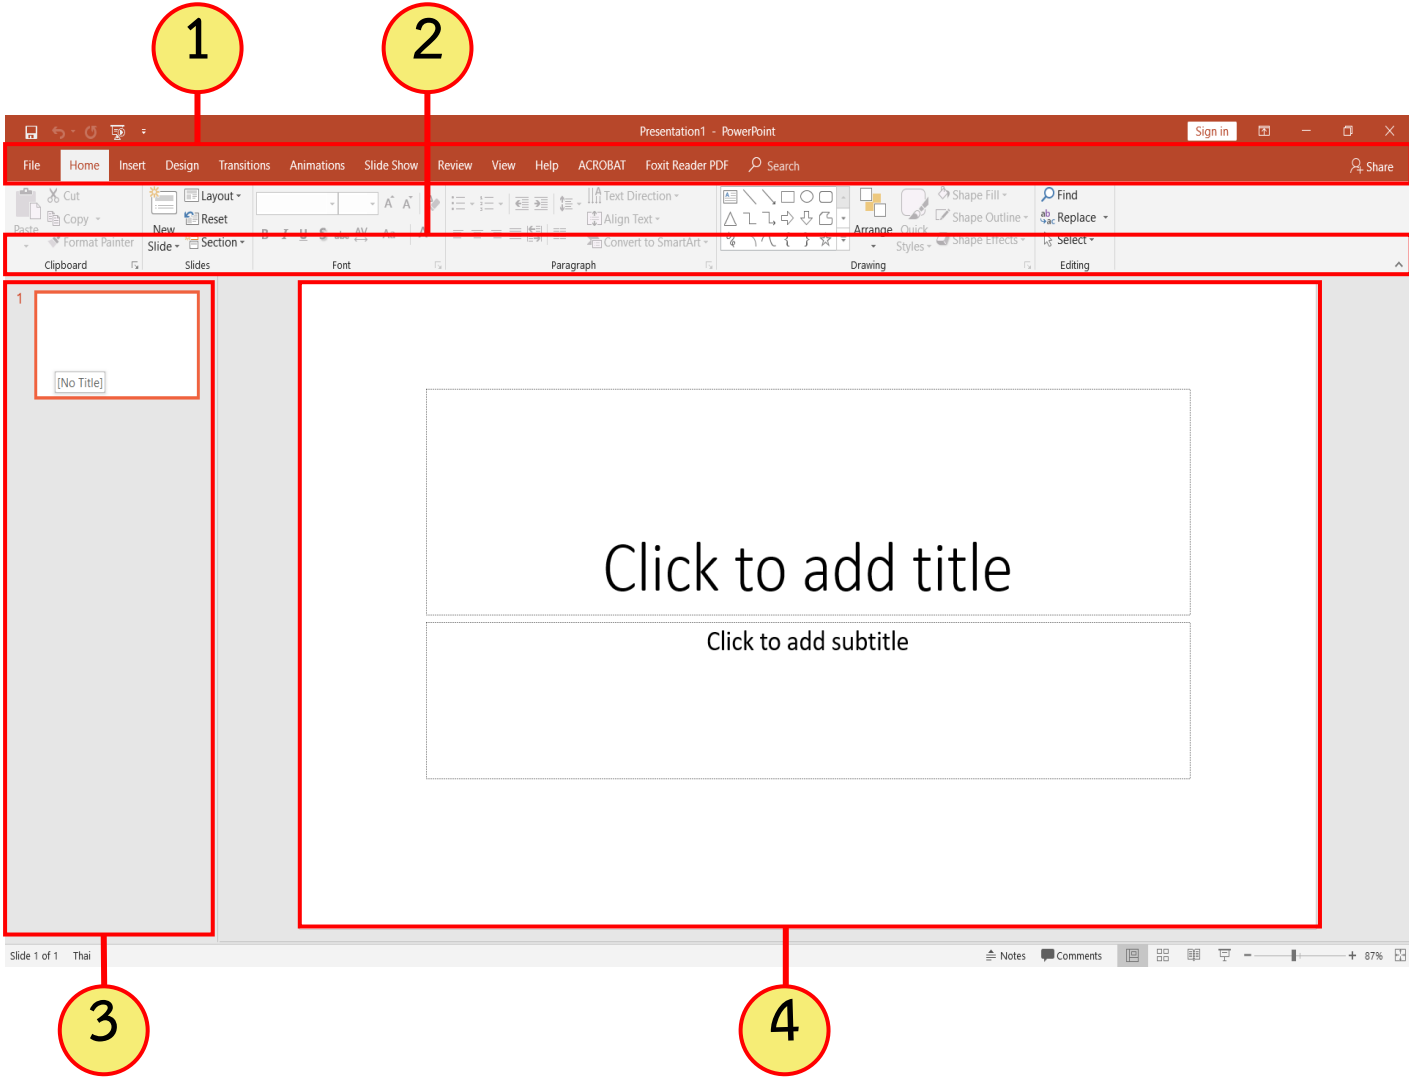 1
2
Presentation1 - PowerPoint
Sign in
File Home Insert Design Transitions Animations Slide Show Review View Help ACROBAT Foxit Reader PDF Search Share
Cut
Copy
Paste
Format Painter
Clipboard
New
Slide
Layout
Reset
Section
Slides
Font
Text Direction
Align Text
Convert to SmartArt
Paragraph
Arrange
Quick
Styles
Shape Fill
Shape Outline
Shape Effects
Drawing
Find
Replace
Select
Editing
1
[No Title]
Click to add title
Click to add subtitle
Slide 1 of 1 Thai
Notes Comments 87%
3
4